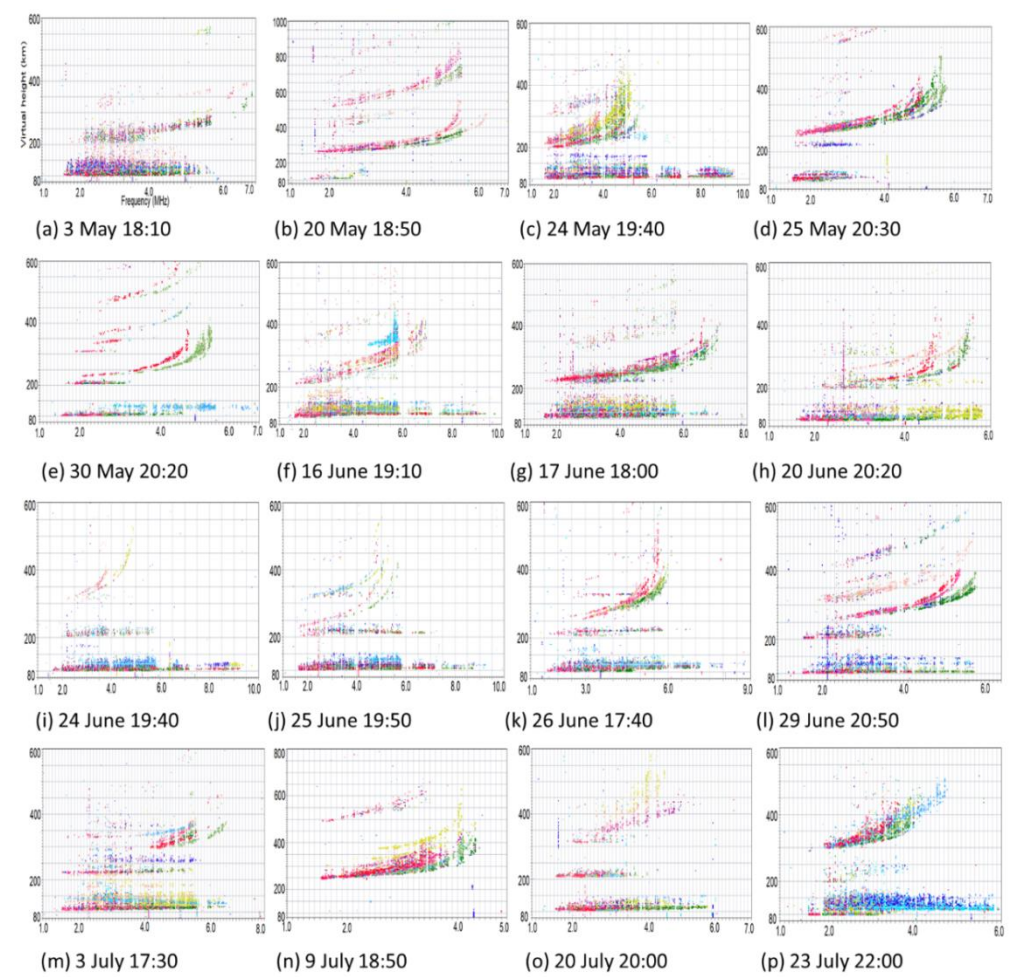 600
400
200
80
Virtual height (km)
1.0 2.0 4.0 6.0 7.0
Frequency (MHz)
(a) 3 May 18:10
1000
800
600
400
300
80
1.0 2.0 4.0 6.0 7.0
(b) 20 May 18:50
600
400
200
80
1.0 2.0 4.0 6.0 8.0 10.0
(c) 24 May 19:40
600
400
200
80
1.0 2.0 4.0 6.0 7.0
(d) 25 May 20:30
600
400
200
80
1.0 2.0 4.0 6.0 7.0
(e) 30 May 20:20
600
400
200
80
1.0 2.0 4.0 6.0 8.0 10.0
(f) 16 June 19:10
600
400
200
80
1.0 2.0 4.0 6.0 8.0
(g) 17 June 18:00
600
400
200
80
1.0 2.0 4.0 6.0
(h) 20 June 20:20
600
400
200
80
1.0 2.0 4.0 6.0 8.0 10.0
(i) 24 June 19:40
600
400
200
80
1.0 2.0 4.0 6.0 8.0 10.0
(j) 25 June 19:50
600
400
200
80
1.0 3.0 6.0 9.0
(k) 26 June 17:40
600
400
200
80
1.0 2.0 4.0 6.0
(l) 29 June 20:50
600
400
200
80
1.0 2.0 4.0 6.0 8.0
(m) 3 July 17:30
800
600
400
200
80
1.0 2.0 4.0 5.0
(n) 9 July 18:50
600
400
200
80
1.0 2.0 4.0 6.0 7.0
(o) 20 July 20:00
600
400
200
80
1.0 2.0 4.0 6.0
(p) 23 July 22:00